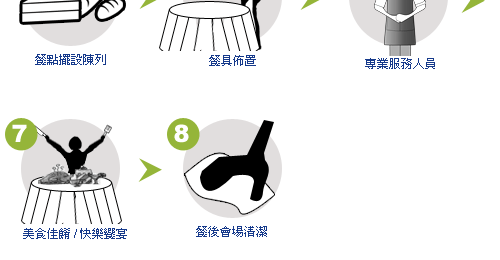 餐點擺設陳列
餐具佈置
專業服務人員
7
8
美食佳餚 / 快樂饗宴
餐後會場清潔